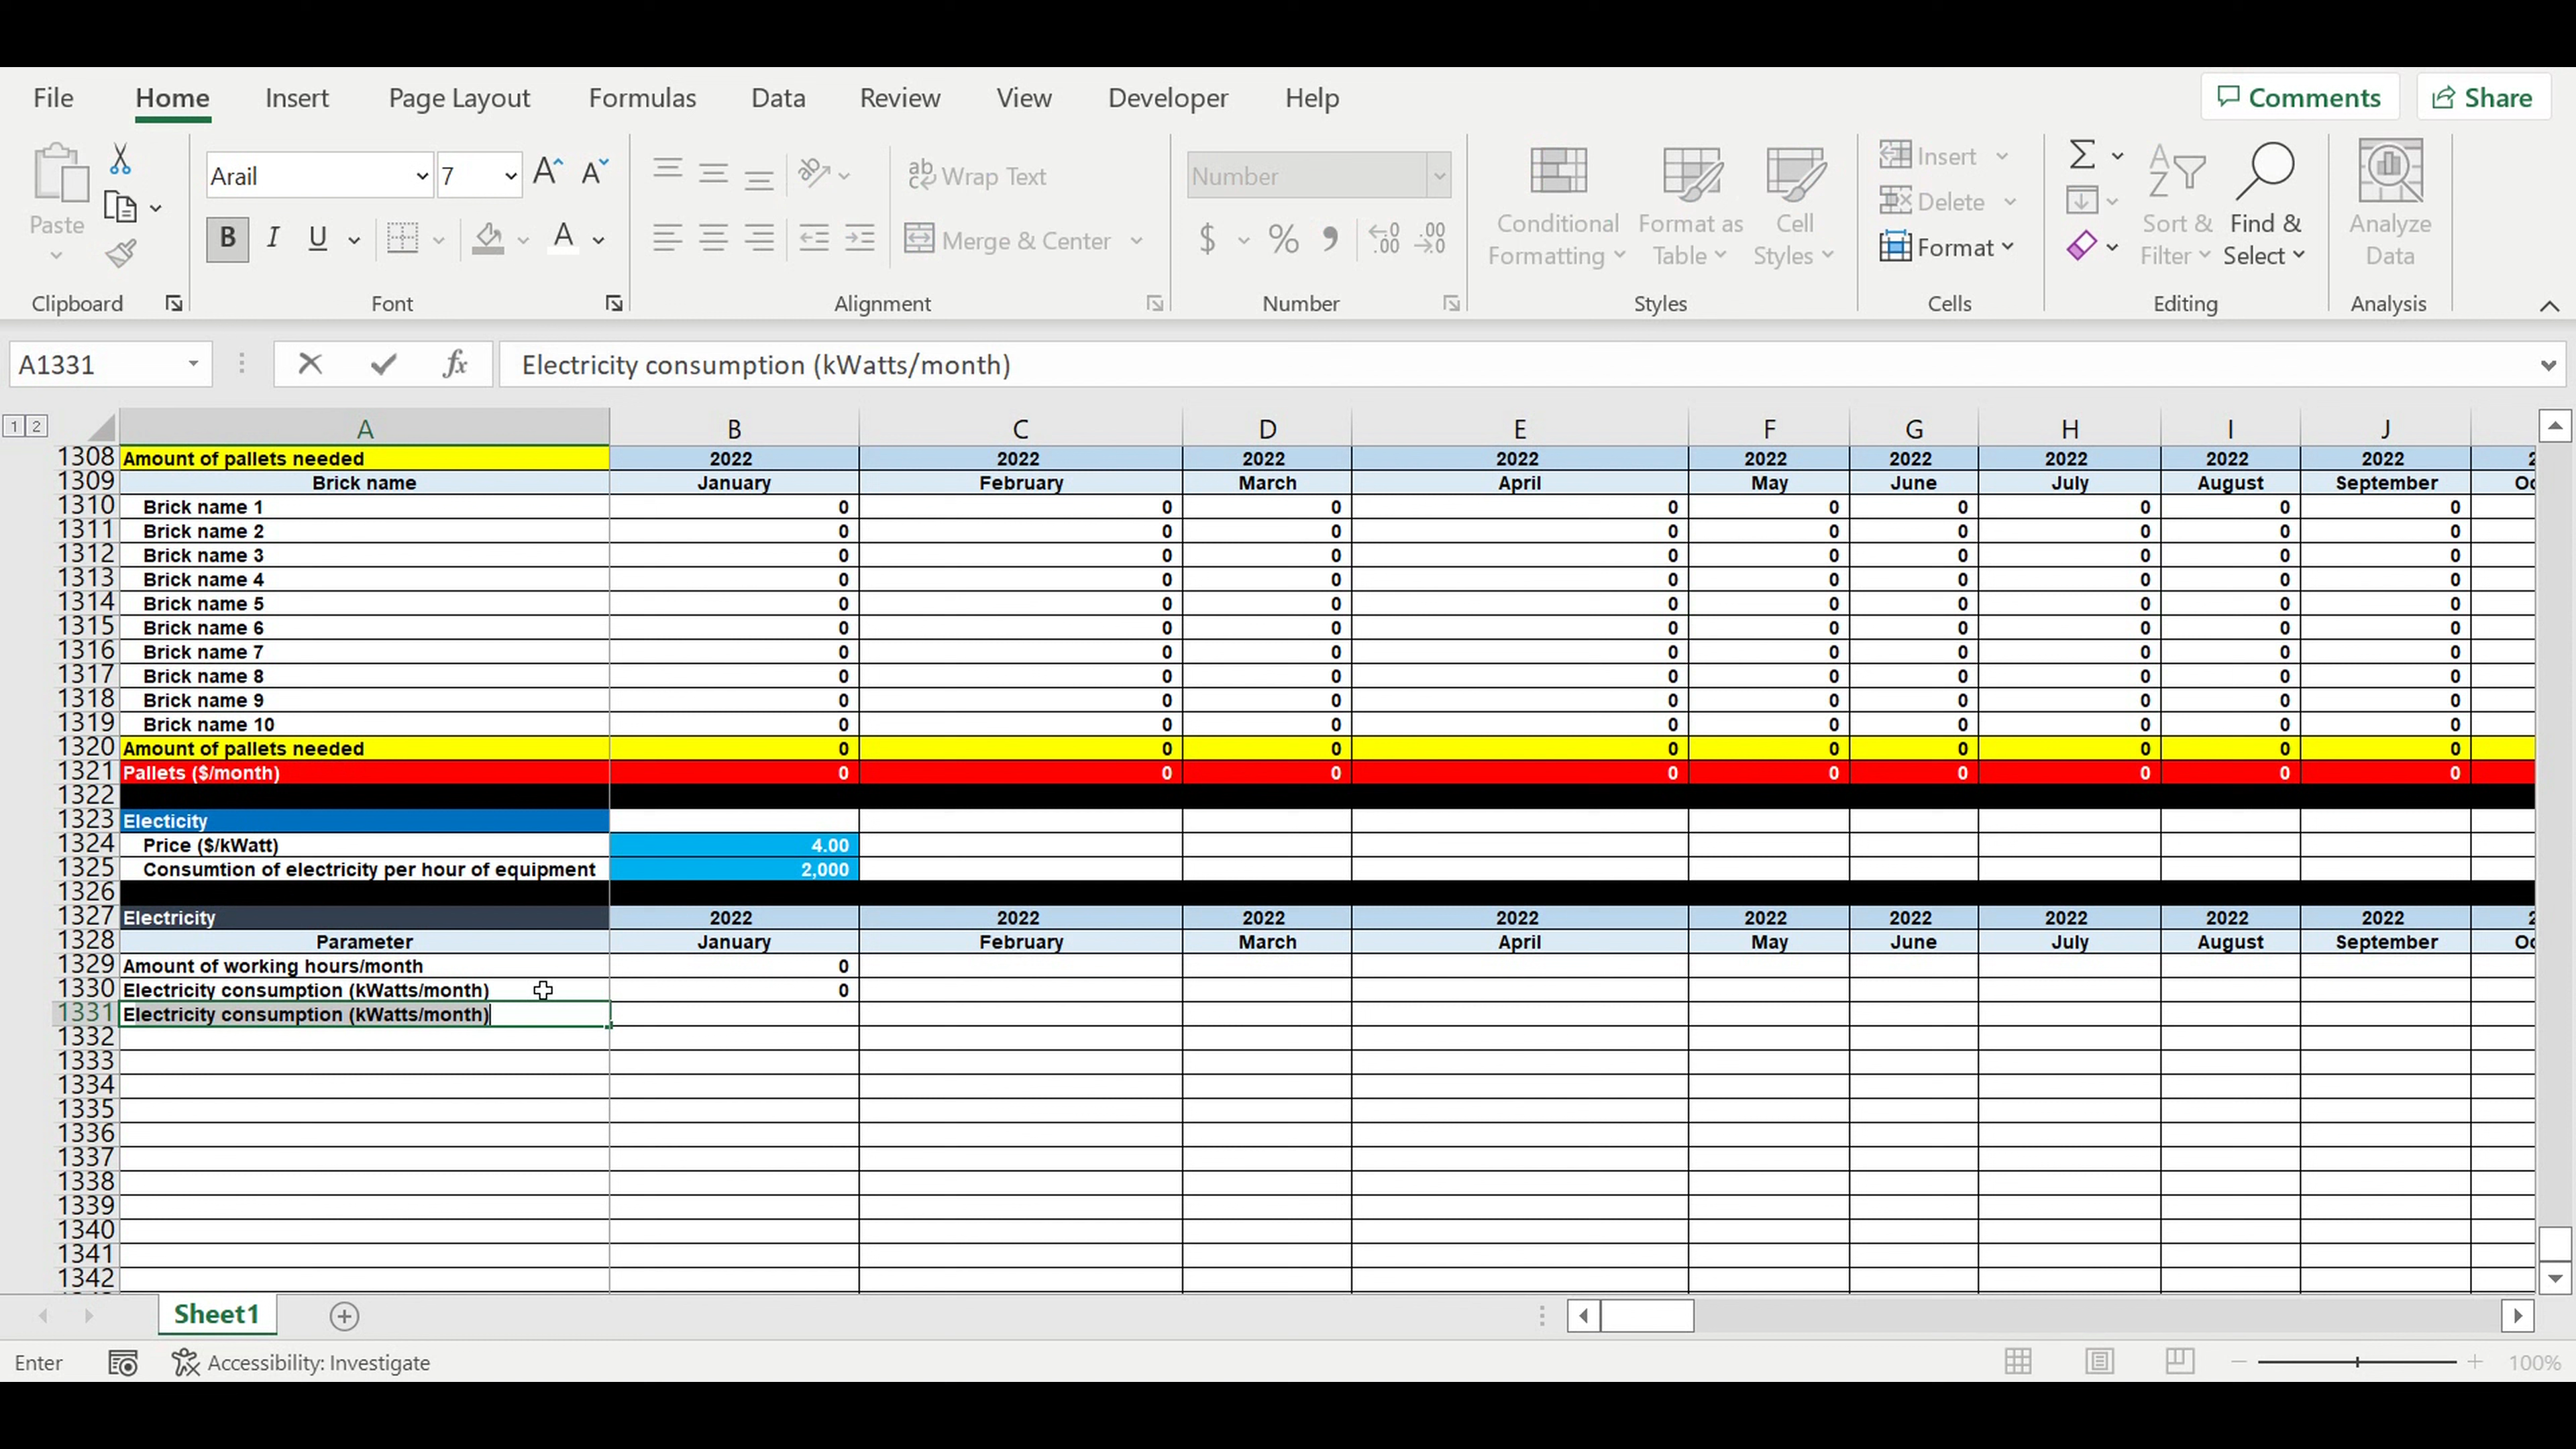 File Home Insert Page Layout Formulas Data Review View Developer Help Comments Share
Paste
Clipboard
Arail 7
B I U A
Font
Wrap Text
Merge & Center
Alignment
Number
$ % 
Number
Conditional Formatting
Format as Table
Cell Styles
Styles
Insert
Delete
Format
Cells
Sort & Filter
Find & Select
Editing
Analyze Data
Analysis
A1331 fx Electricity consumption (kWatts/month)
1 2 A B C D E F G H I J
1308 Amount of pallets needed 2022 2022 2022 2022 2022 2022 2022 2022 2022
1309 Brick name January February March April May June July August September
1310 Brick name 1 0 0 0 0 0 0 0 0 0
1311 Brick name 2 0 0 0 0 0 0 0 0 0
1312 Brick name 3 0 0 0 0 0 0 0 0 0
1313 Brick name 4 0 0 0 0 0 0 0 0 0
1314 Brick name 5 0 0 0 0 0 0 0 0 0
1315 Brick name 6 0 0 0 0 0 0 0 0 0
1316 Brick name 7 0 0 0 0 0 0 0 0 0
1317 Brick name 8 0 0 0 0 0 0 0 0 0
1318 Brick name 9 0 0 0 0 0 0 0 0 0
1319 Brick name 10 0 0 0 0 0 0 0 0 0
1320 Amount of pallets needed 0 0 0 0 0 0 0 0 0
1321 Pallets ($/month) 0 0 0 0 0 0 0 0 0
1322
1323 Electicity
1324 Price ($/kWatt) 4.00
1325 Consumtion of electricity per hour of equipment 2,000
1326
1327 Electricity 2022 2022 2022 2022 2022 2022 2022 2022 2022
1328 Parameter January February March April May June July August September
1329 Amount of working hours/month 0
1330 Electricity consumption (kWatts/month) 0
1331 Electricity consumption (kWatts/month)
1332
1333
1334
1335
1336
1337
1338
1339
1340
1341
1342
Sheet1
Enter Accessibility: Investigate 100%